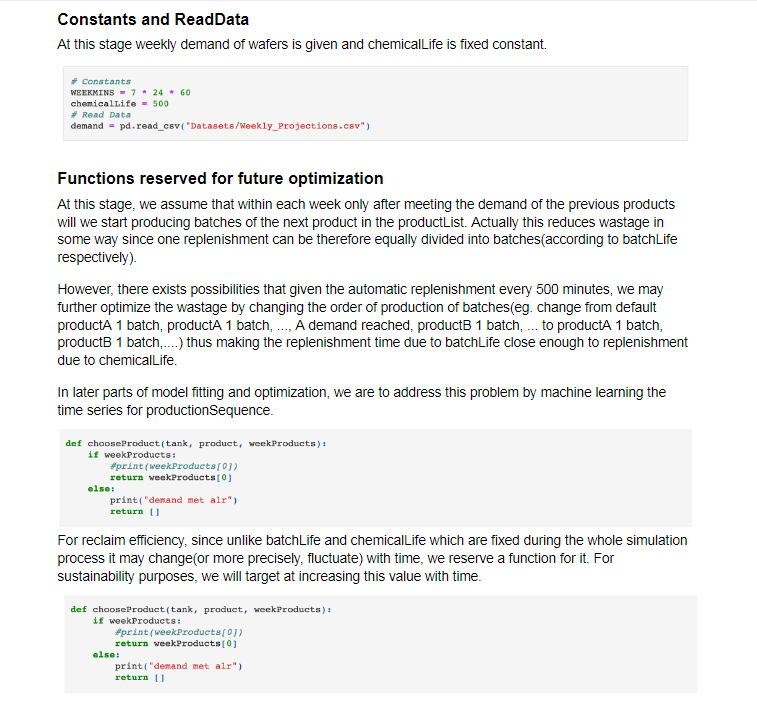 Constants and ReadData
At this stage weekly demand of wafers is given and chemicalLife is fixed constant.
# Constants
WEEKMINS = 7 * 24 * 60
chemicalLife = 500
# Read Data
demand = pd.read_csv("Datasets/Weekly_Projections.csv")
Functions reserved for future optimization
At this stage, we assume that within each week only after meeting the demand of the previous products
will we start producing batches of the next product in the productList. Actually this reduces wastage in
some way since one replenishment can be therefore equally divided into batches(according to batchLife
respectively).
However, there exists possibilities that given the automatic replenishment every 500 minutes, we may
further optimize the wastage by changing the order of production of batches(eg. change from default
productA 1 batch, productA 1 batch, ..., A demand reached, productB 1 batch, ... to productA 1 batch,
productB 1 batch,....) thus making the replenishment time due to batchLife close enough to replenishment
due to chemicalLife.
In later parts of model fitting and optimization, we are to address this problem by machine learning the
time series for productionSequence.
def chooseProduct(tank, product, weekProducts):
    if weekProducts:
        #print(weekProducts[0])
        return weekProducts[0]
    else:
        print("demand met alr")
        return []
For reclaim efficiency, since unlike batchLife and chemicalLife which are fixed during the whole simulation
process it may change(or more precisely, fluctuate) with time, we reserve a function for it. For
sustainability purposes, we will target at increasing this value with time.
def chooseProduct(tank, product, weekProducts):
    if weekProducts:
        #print(weekProducts[0])
        return weekProducts[0]
    else:
        print("demand met alr")
        return []